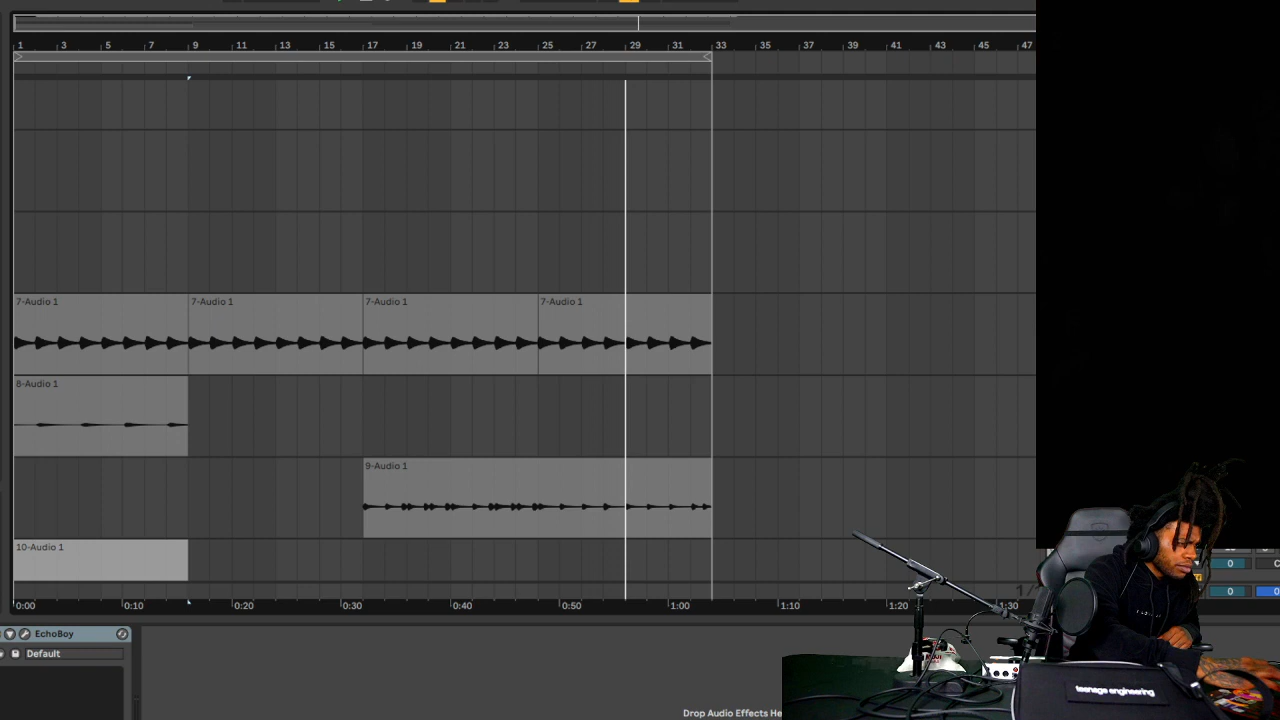 1 3 5 7 9 11 13 15 17 19 21 23 25 27 29 31 33 35 37 39 41 43 45 47
7-Audio 1 7-Audio 1 7-Audio 1 7-Audio 1
8-Audio 1
9-Audio 1
10-Audio 1
0:00 0:10 0:20 0:30 0:40 0:50 1:00 1:10 1:20 1:30
0
0
EchoBoy
Default
Drop Audio Effects He
teenage engineering